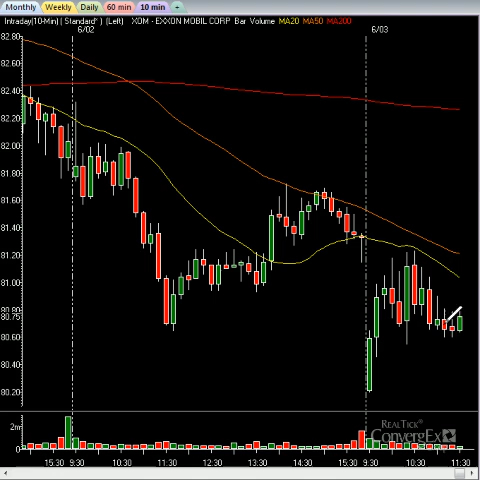 Monthly Weekly Daily 60 min 10 min +
Intraday(10-Min) ( Standard* ) (Left) XOM - EXXON MOBIL CORP Bar Volume MA20 MA50 MA200
6/02 6/03
82.80
82.60
82.40
82.20
82.00
81.80
81.60
81.40
81.20
81.00
80.90
80.75
80.60
80.40
80.20
2m
0
REALTICK®
ConvergEx
15:30 9:30 10:30 11:30 12:30 13:30 14:30 15:30 9:30 10:30 11:30